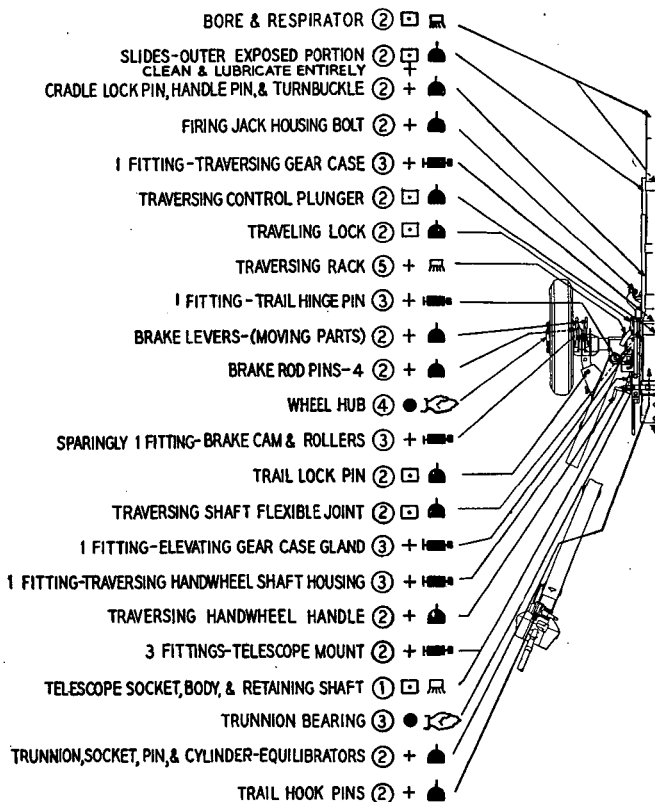 BORE & RESPIRATOR ②
SLIDES-OUTER EXPOSED PORTION ②
CLEAN & LUBRICATE ENTIRELY +
CRADLE LOCK PIN, HANDLE PIN, & TURNBUCKLE ② +
FIRING JACK HOUSING BOLT ② +
1 FITTING-TRAVERSING GEAR CASE ③ +
TRAVERSING CONTROL PLUNGER ②
TRAVELING LOCK ②
TRAVERSING RACK ⑤ +
1 FITTING-TRAIL HINGE PIN ③ +
BRAKE LEVERS-(MOVING PARTS) ② +
BRAKE ROD PINS-4 ② +
WHEEL HUB ④
SPARINGLY 1 FITTING-BRAKE CAM & ROLLERS ③ +
TRAIL LOCK PIN ②
TRAVERSING SHAFT FLEXIBLE JOINT ②
1 FITTING-ELEVATING GEAR CASE GLAND ③ +
1 FITTING-TRAVERSING HANDWHEEL SHAFT HOUSING ③ +
TRAVERSING HANDWHEEL HANDLE ② +
3 FITTINGS-TELESCOPE MOUNT ② +
TELESCOPE SOCKET, BODY, & RETAINING SHAFT ①
TRUNNION BEARING ③
TRUNNION, SOCKET, PIN, & CYLINDER-EQUILIBRATORS ② +
TRAIL HOOK PINS ② +